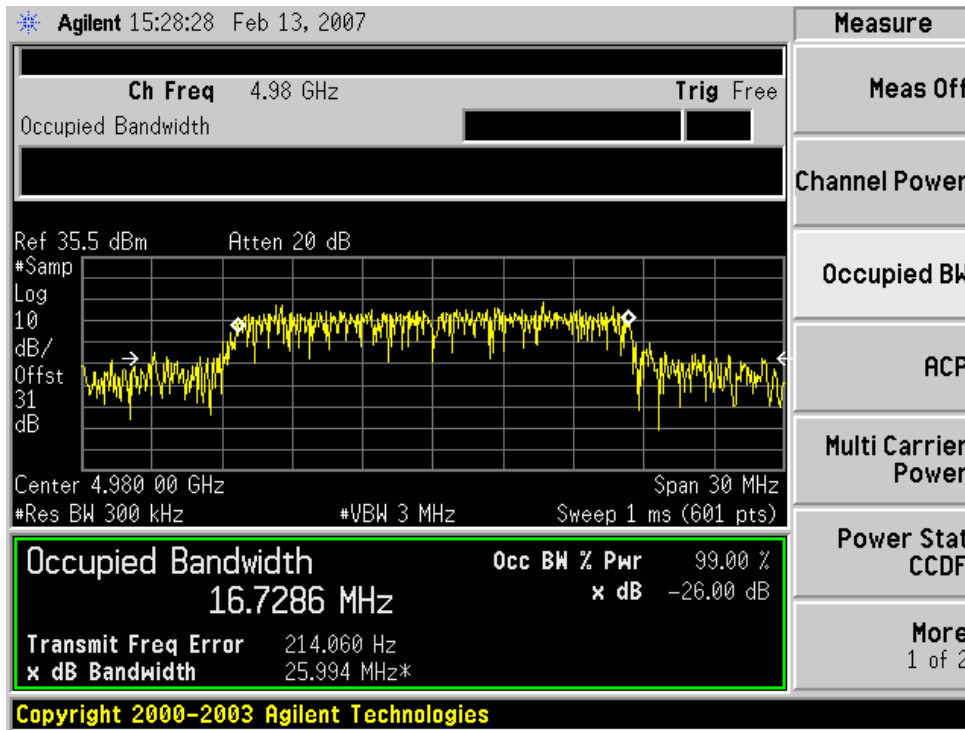 Agilent 15:28:28 Feb 13, 2007
Measure
Ch Freq 4.98 GHz Trig Free
Occupied Bandwidth
Meas Off
Channel Power
Occupied BW
ACP
Multi Carrier
Power
Power Stat
CCDF
More
1 of 2
Ref 35.5 dBm Atten 20 dB
#Samp
Log
10
dB/
Offst
31
dB
Center 4.980 00 GHz Span 30 MHz
#Res BW 300 kHz #VBW 3 MHz Sweep 1 ms (601 pts)
Occupied Bandwidth
16.7286 MHz
Occ BW % Pwr 99.00 %
x dB -26.00 dB
Transmit Freq Error 214.060 Hz
x dB Bandwidth 25.994 MHz*
Copyright 2000-2003 Agilent Technologies